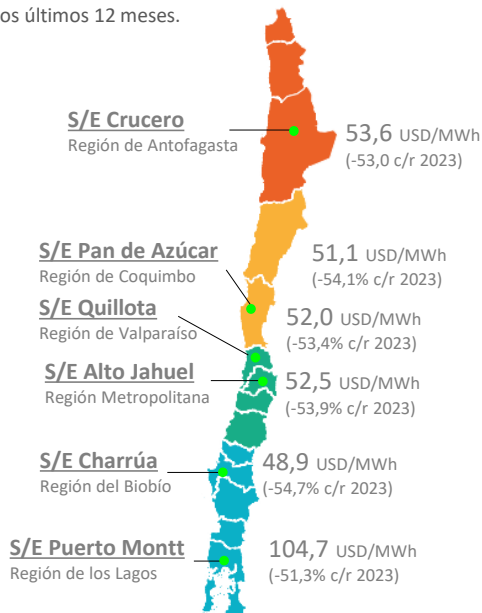 os últimos 12 meses.
S/E Crucero
Región de Antofagasta
53,6 USD/MWh
(-53,0 c/r 2023)
S/E Pan de Azúcar
Región de Coquimbo
51,1 USD/MWh
(-54,1% c/r 2023)
S/E Quillota
Región de Valparaíso
52,0 USD/MWh
(-53,4% c/r 2023)
S/E Alto Jahuel
Región Metropolitana
52,5 USD/MWh
(-53,9% c/r 2023)
S/E Charrúa
Región del Biobío
48,9 USD/MWh
(-54,7% c/r 2023)
S/E Puerto Montt
Región de los Lagos
104,7 USD/MWh
(-51,3% c/r 2023)